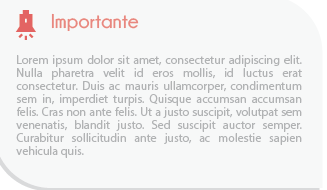 Importante
Lorem ipsum dolor sit amet, consectetur adipiscing elit.
Nulla pharetra velit id eros mollis, id luctus erat
consectetur. Duis ac mauris ullamcorper, condimentum
sem in, imperdiet turpis. Quisque accumsan accumsan
felis. Cras non ante felis. Ut a justo suscipit, volutpat sem
venenatis, blandit justo. Sed suscipit auctor semper.
Curabitur sollicitudin ante justo, ac molestie sapien
vehicula quis.